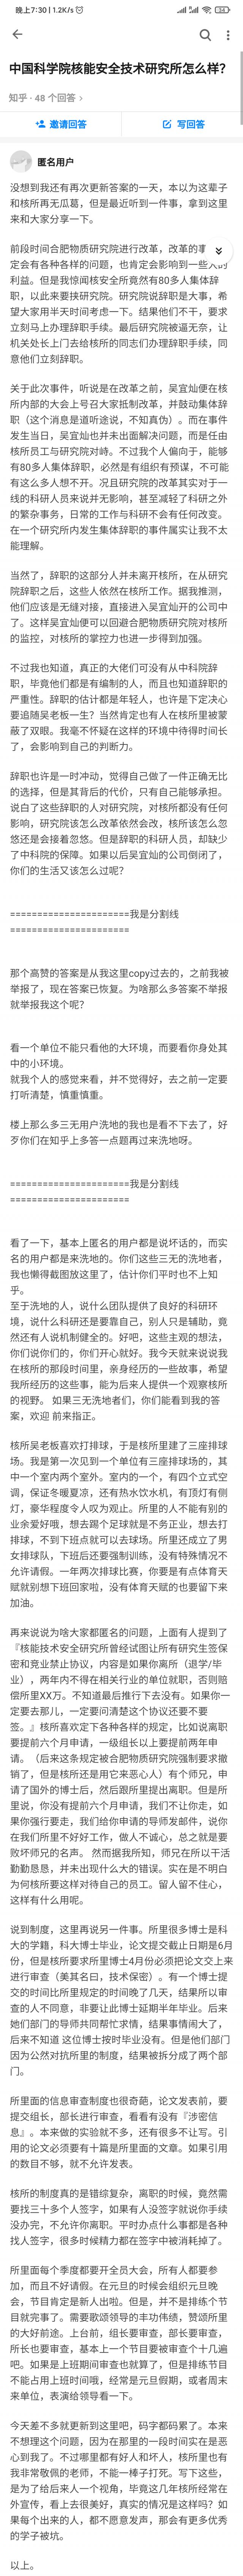 晚上7:30 | 1.2K/s
34
中国科学院核能安全技术研究所怎么样?
知乎 · 48 个回答 >
邀请回答
写回答
匿名用户
没想到我还有再次更新答案的一天，本以为这辈子
和核所再无瓜葛，但是最近听到一件事，拿到这里
来和大家分享一下。
前段时间合肥物质研究院进行改革，改革的事
定会有各种各样的问题，也肯定会影响到一些人的
利益。但是我惊闻核安全所竟然有80多人集体辞
职，以此来要挟研究院。研究院说辞职是大事，希
望大家用半天时间考虑一下。结果他们不干，要求
立刻马上办理辞职手续。最后研究院被逼无奈，让
机关处长上门去给核所的同志们办理辞职手续，同
意他们立刻辞职。
关于此次事件，听说是在改革之前，吴宜灿便在核
所内部的大会上号召大家抵制改革，并鼓动集体辞
职（这个消息是道听途说，不知真伪）。而在事件
发生当日，吴宜灿也并未出面解决问题，而是任由
核所员工与研究院对峙。不过我个人偏向于，能够
有80多人集体辞职，必然是有组织有预谋，不可能
有这么多人想不开。况且研究院的改革其实对于一
线的科研人员来说并无影响，甚至减轻了科研之外
的繁杂事务，日常的工作与科研不会有任何改变。
在一个研究所内发生集体辞职的事件属实让我不太
能理解。
当然了，辞职的这部分人并未离开核所，在从研究
院辞职之后，这些人依然在核所工作。据我推测，
他们应该是无缝对接，直接进入吴宜灿开的公司中
了。这样吴宜灿便可以回避合肥物质研究院对核所
的监控，对核所的掌控力也进一步得到加强。
不过我也知道，真正的大佬们可没有从中科院辞
职，毕竟他们都是有编制的人，而且也知道辞职的
严重性。辞职的估计都是年轻人，也许是下定决心
要追随吴老板一生？当然肯定也有人在核所里被蒙
蔽了双眼。我毫不怀疑在这样的环境中待得时间长
了，会影响到自己的判断力。
辞职也许是一时冲动，觉得自己做了一件正确无比
的选择，但是其背后的代价，只有自己能够承担。
说白了这些辞职的人对研究院，对核所都没有任何
影响，研究院该怎么改革依然会改，核所该怎么忽
悠还是会接着忽悠。但是辞职的科研人员，却缺少
了中科院的保障。如果以后吴宜灿的公司倒闭了，
你们的生活又该怎么过呢？
======================我是分割线
======================
那个高赞的答案是从我这里copy过去的，之前我被
举报了，现在答案已恢复。为啥那么多答案不举报
就举报我这个呢？
看一个单位不能只看他的大环境，而要看你身处其
中的小环境。
就我个人的感觉来看，并不觉得好，去之前一定要
打听清楚，慎重慎重。
楼上那么多三无用户洗地的我也是看不下去了，好
歹你们在知乎上多答一点题再过来洗地呀。
======================我是分割线
======================
看了一下，基本上匿名的用户都是说坏话的，而实
名的用户都是来洗地的。你们这些三无的洗地者，
我也懒得截图放这里了，估计你们平时也不上知
乎。
至于洗地的人，说什么团队提供了良好的科研环
境，说什么科研还是要靠自己，别人只是辅助，竟
然还有人说机制健全的。好吧，这些主观的想法，
你们说你们的，你们开心就好。我今天就来说说我
在核所的那段时间里，亲身经历的一些故事，希望
我所经历的这些事，能为后来人提供一个观察核所
的视野。 如果三无洗地者们，你们能看到我的答
案，欢迎 前来指正。
核所吴老板喜欢打排球，于是核所里建了三座排球
场。我是第一次见到一个单位有三座排球场的，其
中一个室内两个室外。室内的一个，有四个立式空
调，保证冬暖夏凉，还有热水饮水机，有顶灯有侧
灯，豪华程度令人叹为观止。所里的人不能有别的
业余爱好哦，想去踢个足球就是不务正业，想去打
排球，不到下班点就可以去球场。所里还成立了男
女排球队，下班后还要强制训练，没有特殊情况不
允许请假。一年两次排球比赛，你要是有点体育天
赋就别想下班回家啦，没有体育天赋的也要留下来
加油。
再来说说为啥大家都匿名的问题，上面有人提到了
『核能技术安全研究所曾经试图让所有研究生签保
密和竞业禁止协议，内容是如果你离所（退学/毕
业），两年内不得在相关行业的单位就职，否则赔
偿所里XX万。不知道最后推行下去没有。如果你一
定要去那儿，一定要问清楚这个协议还要不要
签。』核所喜欢定下各种各样的规定，比如说离职
要提前六个月申请，一级组长以上要提前两年申
请。（后来这条规定被合肥物质研究院强制要求撤
销了，但是核所还是用它来恶心人）有个师兄，申
请了国外的博士后，然后跟所里提出离职。但是所
里说，你没有提前六个月申请，我们不让你走，如
果你强行要走，我们给你申请的导师发邮件，说你
在我们所里不好好工作，做人不诚心，总之就是要
败坏师兄的名声。 然而据我所知，师兄在所以干活
勤勤恳恳，并未出现什么大的错误。实在是不明白
为何核所要这样对待自己的员工。留人留不住心，
这样有什么用呢。
说到制度，这里再说另一件事。所里很多博士是科
大的学籍，科大博士毕业，论文提交截止日期是6月
份，但是核所要求所里博士4月份必须把论文交上来
进行审查（美其名曰，技术保密）。有一个博士提
交的时间比所里规定的时间晚了几天，结果所以审
查的人不同意，非要让此博士延期半年毕业。后来
她们部门的导师共同帮忙求情，结果事情闹大了，
后来不知道 这位博士按时毕业没有。但是他们部门
因为公然对抗所里的制度，结果被拆分成了两个部
门。
所里面的信息审查制度也很奇葩，论文发表前，要
提交组长，部长进行审查，看看有没有『涉密信
息』。本来做的实验就不多，还有很多不让写。引
用的论文必须要有十篇是所里面的文章。如果引用
的数目不够，就不允许发表。
核所的制度真的是错综复杂，离职的时候，竟然需
要找三十多个人签字，如果有人没签字就说你手续
没办完，不允许你离职。平时办点什么事都是各种
找人签字，很多时候精力都在签字中被消耗掉了。
所里面每个季度都要开全员大会，所有人都要参
加，而且不好请假。在元旦的时候会组织元旦晚
会，节目肯定是新人出啦。但是，并不是排练个节
目就完事了。需要歌颂领导的丰功伟绩，赞颂所里
的大好前途。上台前，组长要审查，部长要审查，
所长也要审查，基本上一个节目要被审查个十几遍
吧。如果是上班期间审查也就算了，但是排练节目
不能占用上班时间哦，经常是元旦假期，或者周末
来单位，表演给领导看一下。
今天差不多就更新到这里吧，码字都码累了。本来
不想理这个问题，因为在那里的一段时间实在是恶
心到我了。不过哪里都有好人和坏人，核所里也有
我非常敬佩的老师，不能一棒子打死。写下这些，
是为了给后来人一个视角，毕竟这几年核所经常在
外宣传，看上去很美好，真实的情况是这样吗？如
果每个出来的人，都不愿意发声，那会有更多优秀
的学子被坑。
以上。